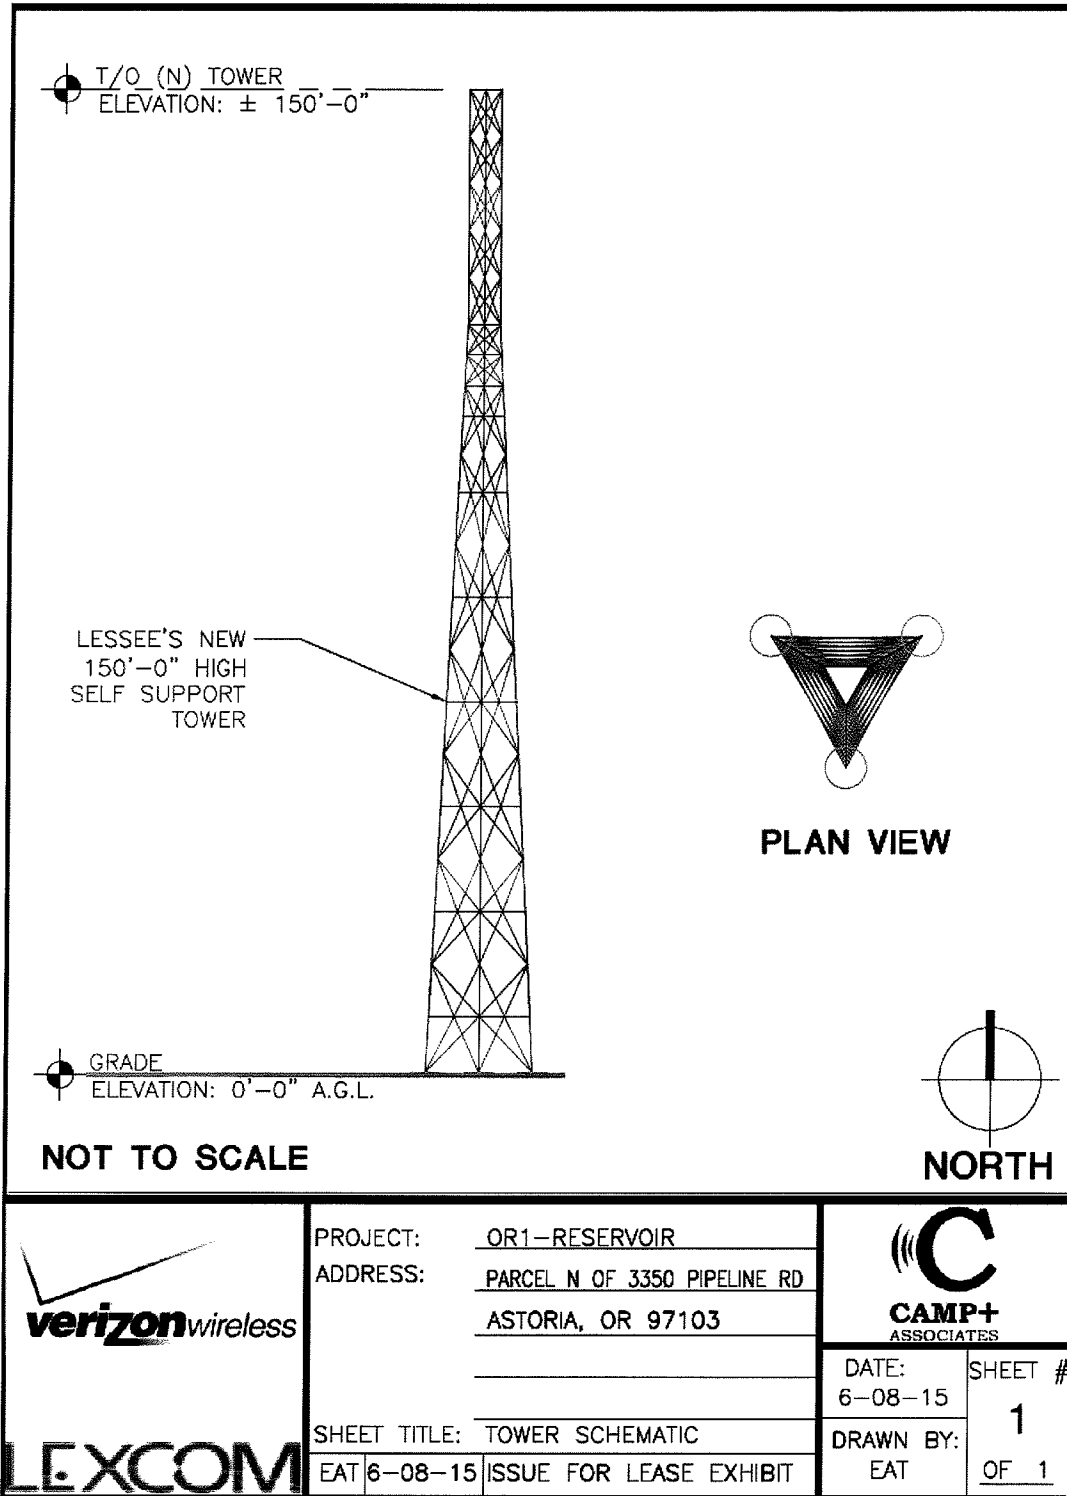 T/O (N) TOWER
ELEVATION: ± 150'-0"
LESSEE'S NEW
150'-0" HIGH
SELF SUPPORT
TOWER
PLAN VIEW
GRADE
ELEVATION: 0'-0" A.G.L.
NOT TO SCALE
NORTH
verizonwireless
LEXCOM
PROJECT: OR1-RESERVOIR
ADDRESS: PARCEL N OF 3350 PIPELINE RD
ASTORIA, OR 97103
SHEET TITLE: TOWER SCHEMATIC
EAT 6-08-15 ISSUE FOR LEASE EXHIBIT
C
CAMP+
ASSOCIATES
DATE:
6-08-15
DRAWN BY:
EAT
SHEET #
1
OF 1